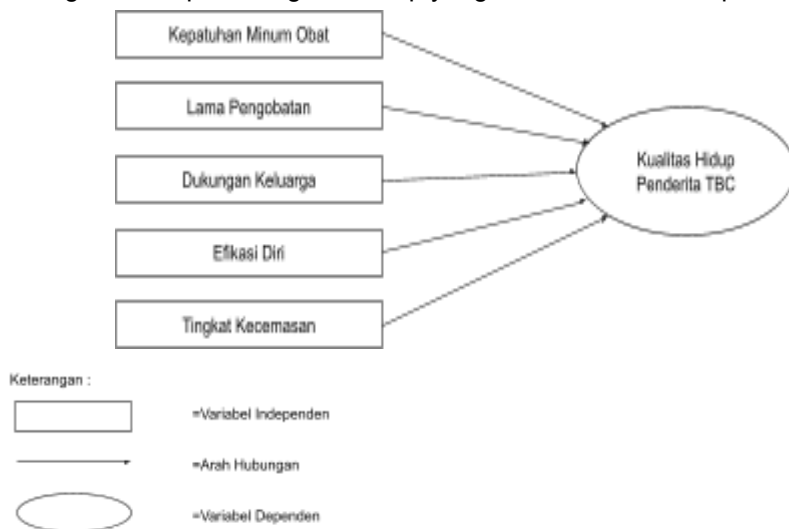 Kepatuhan Minum Obat
Lama Pengobatan
Dukungan Keluarga
Efikasi Diri
Tingkat Kecemasan
Kualitas Hidup
Penderita TBC
Keterangan :
=Variabel Independen
=Arah Hubungan
=Variabel Dependen